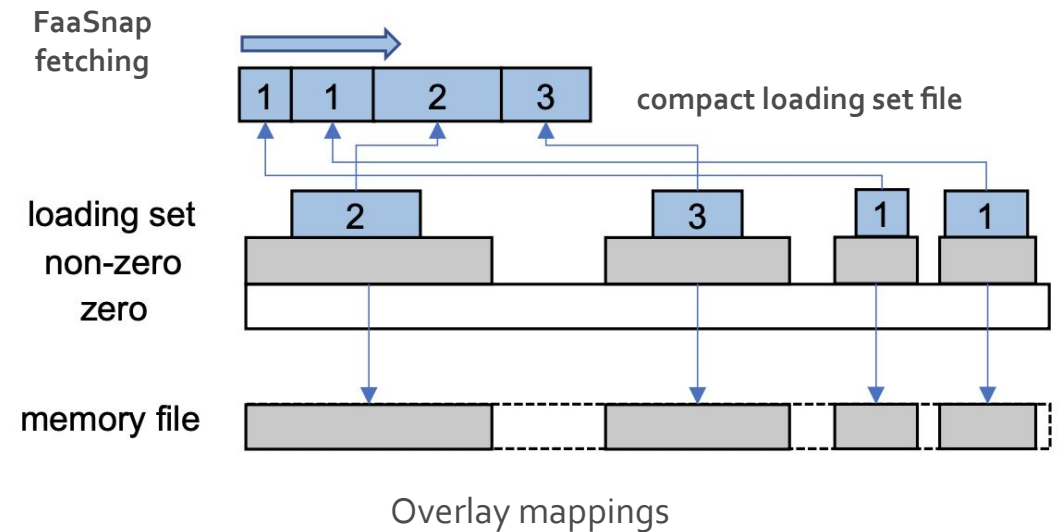 FaaSnap
fetching
1 1 2 3
compact loading set file
loading set
2 3 1 1
non-zero
zero
memory file
Overlay mappings